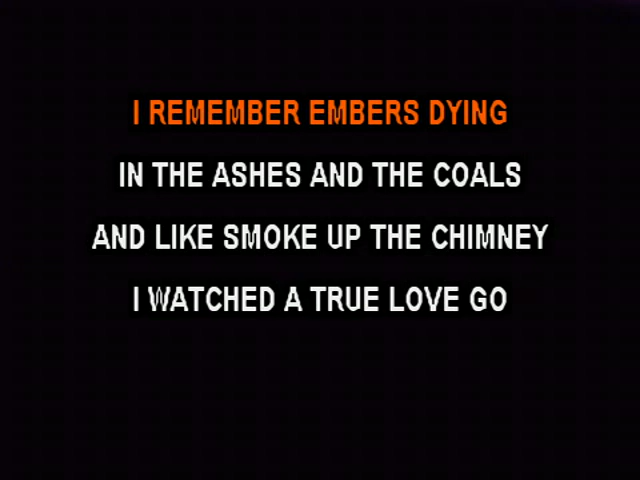 I REMEMBER EMBERS DYING
IN THE ASHES AND THE COALS
AND LIKE SMOKE UP THE CHIMNEY
I WATCHED A TRUE LOVE GO